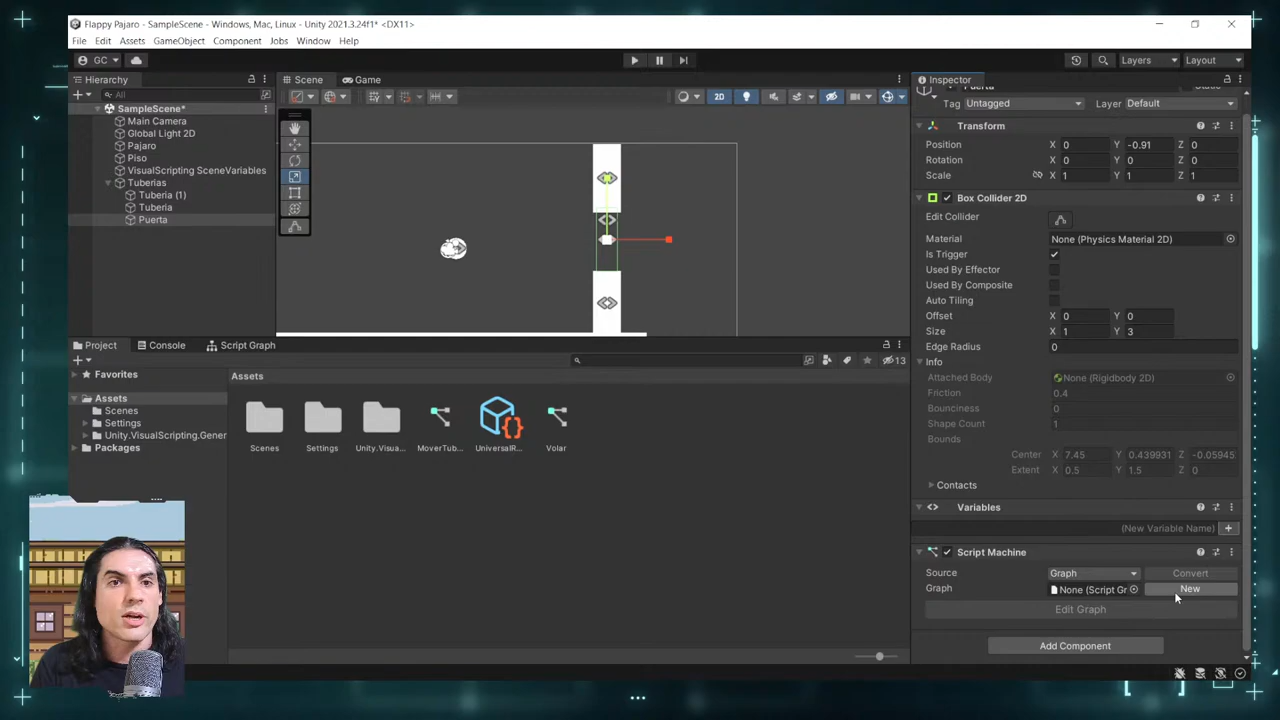 Flappy Pajaro - SampleScene - Windows, Mac, Linux - Unity 2021.3.24f1* <DX11>
File Edit Assets GameObject Component Jobs Window Help
GC
Layers
Layout
Hierarchy
All
SampleScene*
Main Camera
Global Light 2D
Pajaro
Piso
VisualScripting SceneVariables
Tuberias
Tuberia (1)
Tuberia
Puerta
Scene Game
2D
Inspector
Puerta
Tag Untagged Layer Default
Transform
Position X 0 Y -0.91 Z 0
Rotation X 0 Y 0 Z 0
Scale X 1 Y 1 Z 1
Box Collider 2D
Edit Collider
Material None (Physics Material 2D)
Is Trigger
Used By Effector
Used By Composite
Auto Tiling
Offset X 0 Y 0
Size X 1 Y 3
Edge Radius 0
Info
Attached Body None (Rigidbody 2D)
Friction 0.4
Bounciness 0
Shape Count 1
Bounds
Center X 7.45 Y 0.439931 Z -0.05945
Extent X 0.5 Y 1.5 Z 0
Contacts
Variables
(New Variable Name)
Script Machine
Source Graph Convert
Graph None (Script Gr New
Edit Graph
Add Component
Project Console Script Graph
13
Favorites
Assets
Scenes
Settings
Unity.VisualScripting.Gener
Packages
Assets
Scenes Settings Unity.Visua... MoverTub... UniversalR... Volar